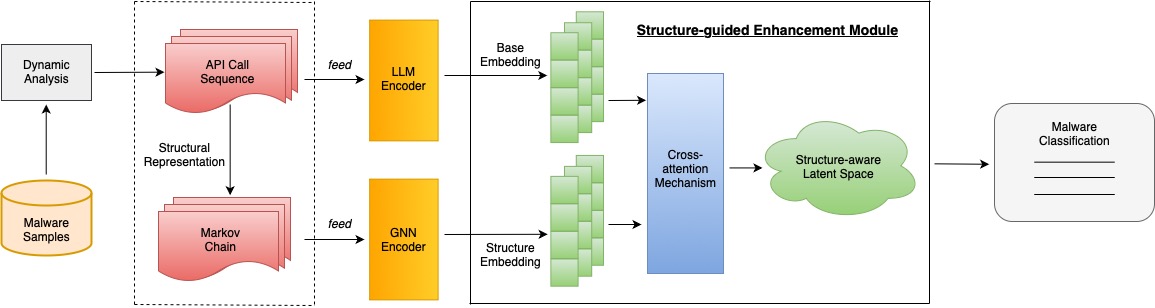 Dynamic
Analysis
Malware
Samples
API Call
Sequence
Structural
Representation
Markov
Chain
feed
feed
LLM
Encoder
GNN
Encoder
Structure-guided Enhancement Module
Base
Embedding
Structure
Embedding
Cross-
attention
Mechanism
Structure-aware
Latent Space
Malware
Classification